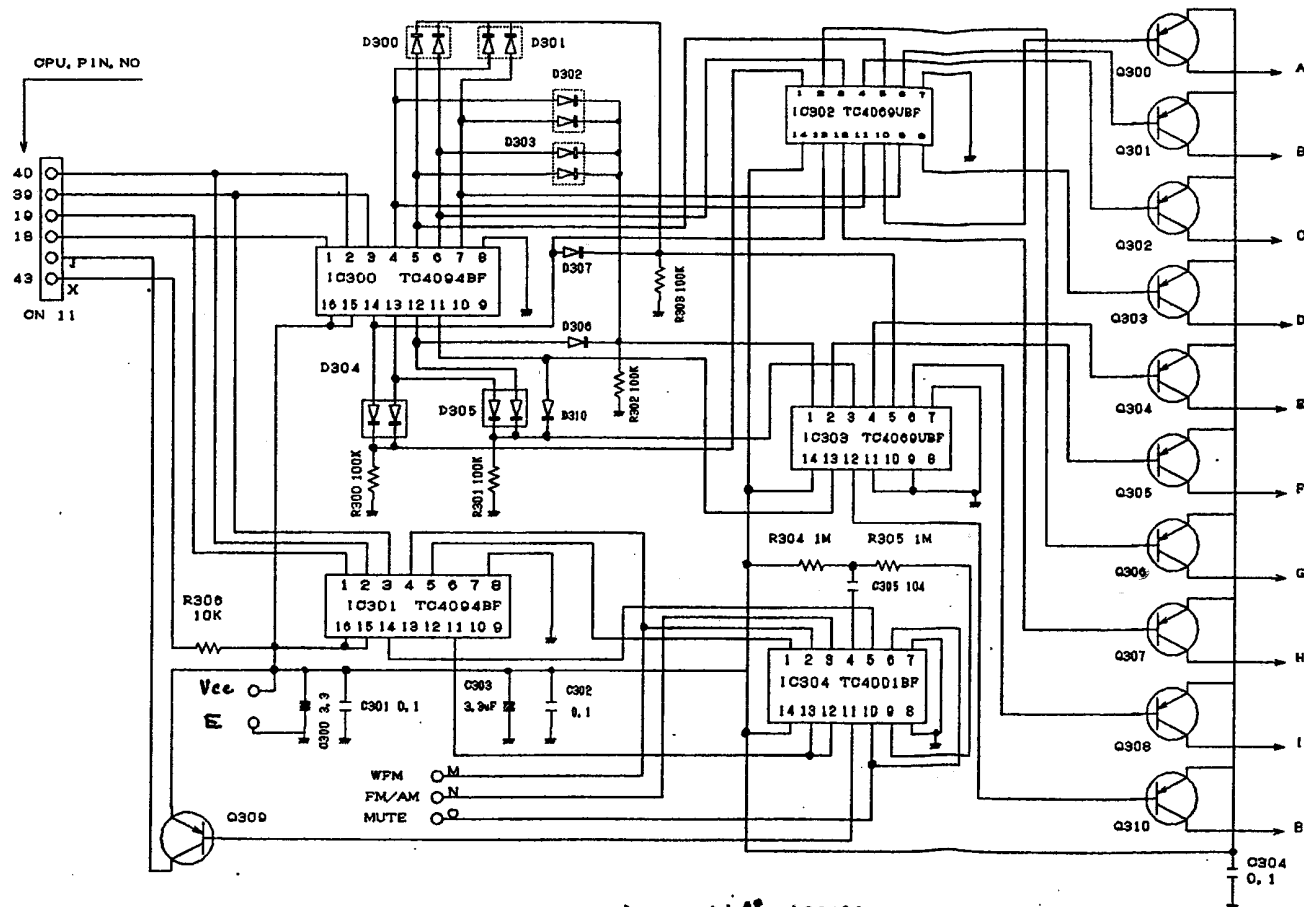 CPU. PIN. NO
40
39
19
18
J
43
X
CN 11
D300
D301
D302
D303
1 2 3 4 5 6 7 8
IC300 TC4094BF
16 15 14 13 12 11 10 9
D307
D306
R308 100K
R302 100K
D304
D305
D310
R300 100K
R301 100K
1 2 3 4 5 6 7
IC302 TC4069UBF
14 13 12 11 10 9 8
1 2 3 4 5 6 7
IC303 TC4069UBF
14 13 12 11 10 9 8
R304 1M
R305 1M
C305 104
1 2 3 4 5 6 7 8
IC301 TC4094BF
16 15 14 13 12 11 10 9
R306
10K
1 2 3 4 5 6 7
IC304 TC4001BF
14 13 12 11 10 9 8
Vcc
E
C300 3.3
C301 0.1
C303
3.3uF
C302
0.1
WFM M
FM/AM N
MUTE O
Q309
Q300 A
Q301 B
Q302 C
Q303 D
Q304 E
Q305 F
Q306 G
Q307 H
Q308 I
Q310 B
C304
0.1